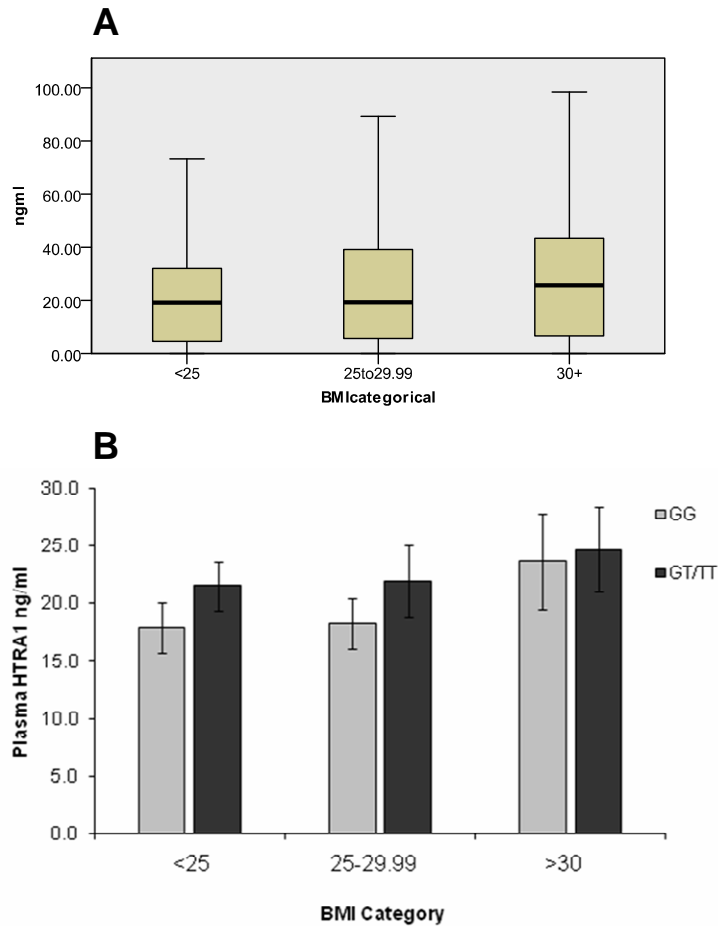 A
100.00
80.00
60.00
40.00
20.00
0.00
ngml
<25
25to29.99
30+
BMIcategorical
B
30.0
25.0
20.0
15.0
10.0
5.0
0.0
Plasma HTRA1 ng/ml
GG
GT/TT
<25
25-29.99
>30
BMI Category